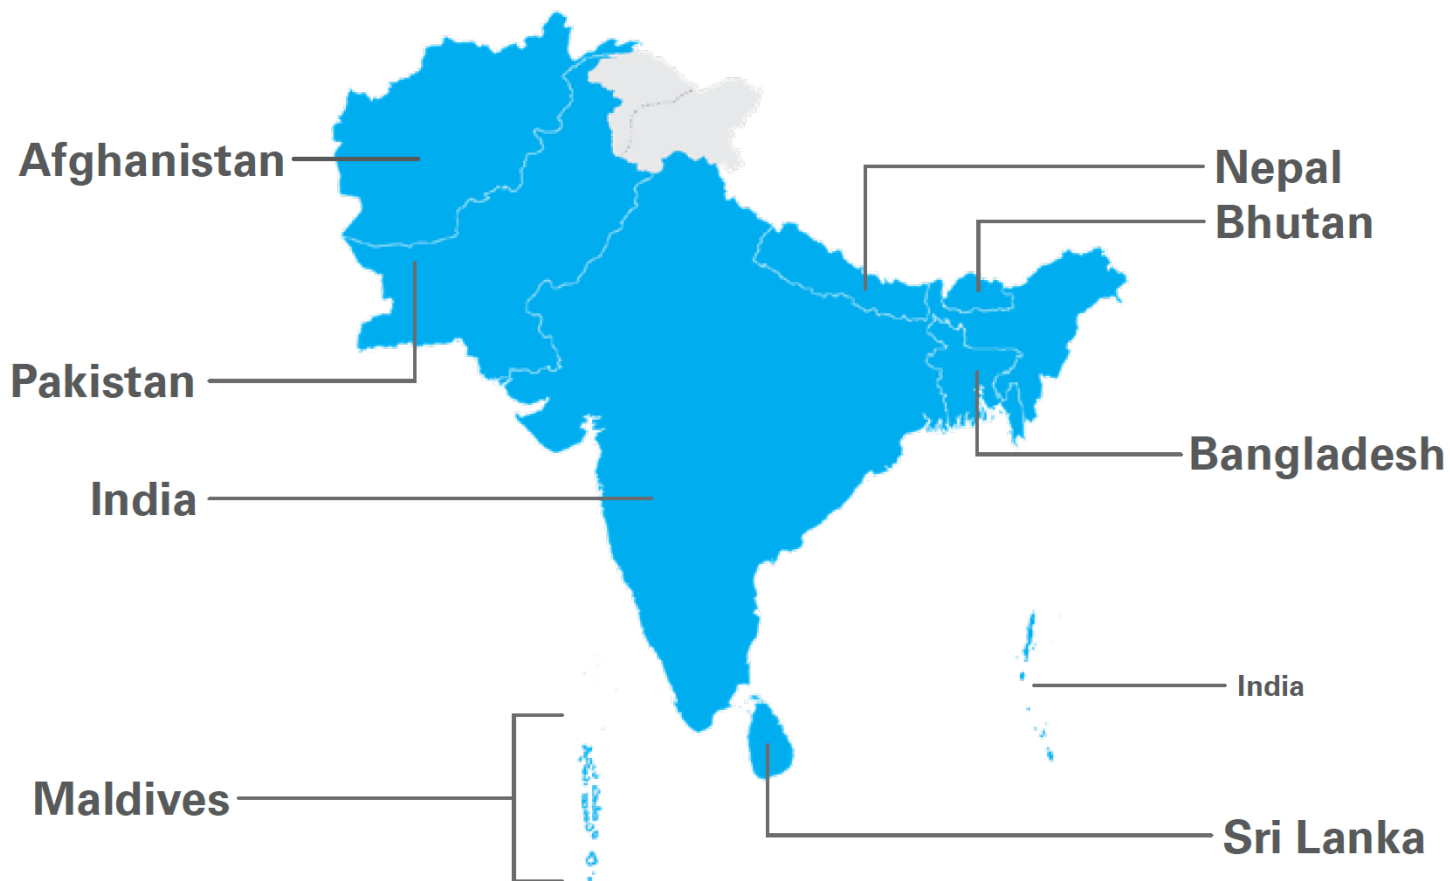 Afghanistan
Nepal
Bhutan
Pakistan
Bangladesh
India
India
Maldives
Sri Lanka